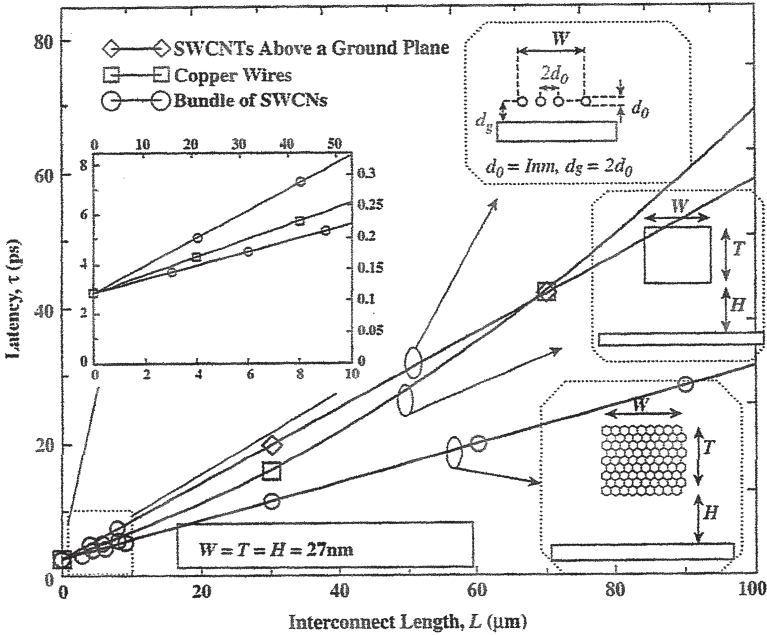 80
60
40
20
0
Latency, τ (ps)
SWCNTs Above a Ground Plane
Copper Wires
Bundle of SWCNs
0 10 20 30 40 50
8
6
4
2
0
0.3
0.25
0.2
0.15
0.1
0.05
0
0 2 4 6 8 10
W
2d0
d0
dg
d0 = 1nm, dg = 2d0
W
T
H
W
T
H
W = T = H = 27nm
0 20 40 60 80 100
Interconnect Length, L (μm)